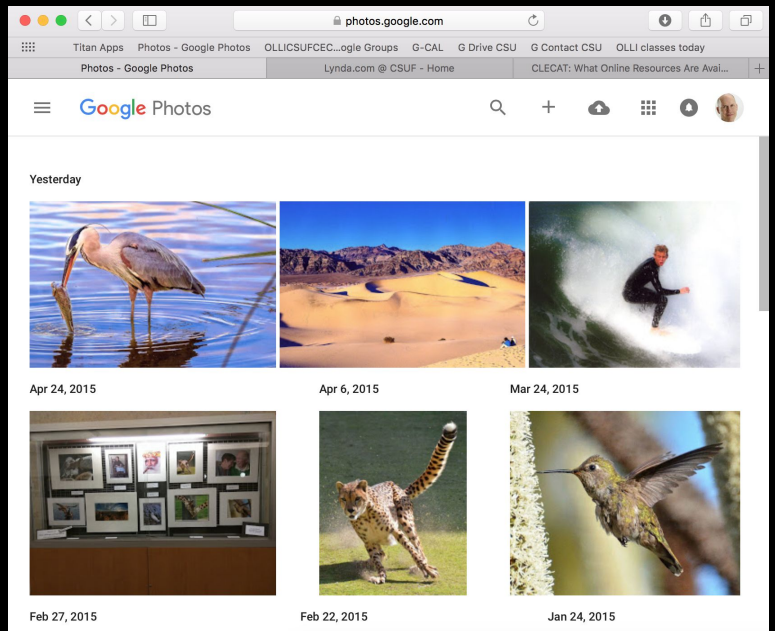 photos.google.com
Titan Apps Photos - Google Photos OLLICSUFCEC...ogle Groups G-CAL G Drive CSU G Contact CSU OLLI classes today
Photos - Google Photos Lynda.com @ CSUF - Home CLECAT: What Online Resources Are Avai...
Google Photos
Yesterday
Apr 24, 2015 Apr 6, 2015 Mar 24, 2015
Feb 27, 2015 Feb 22, 2015 Jan 24, 2015